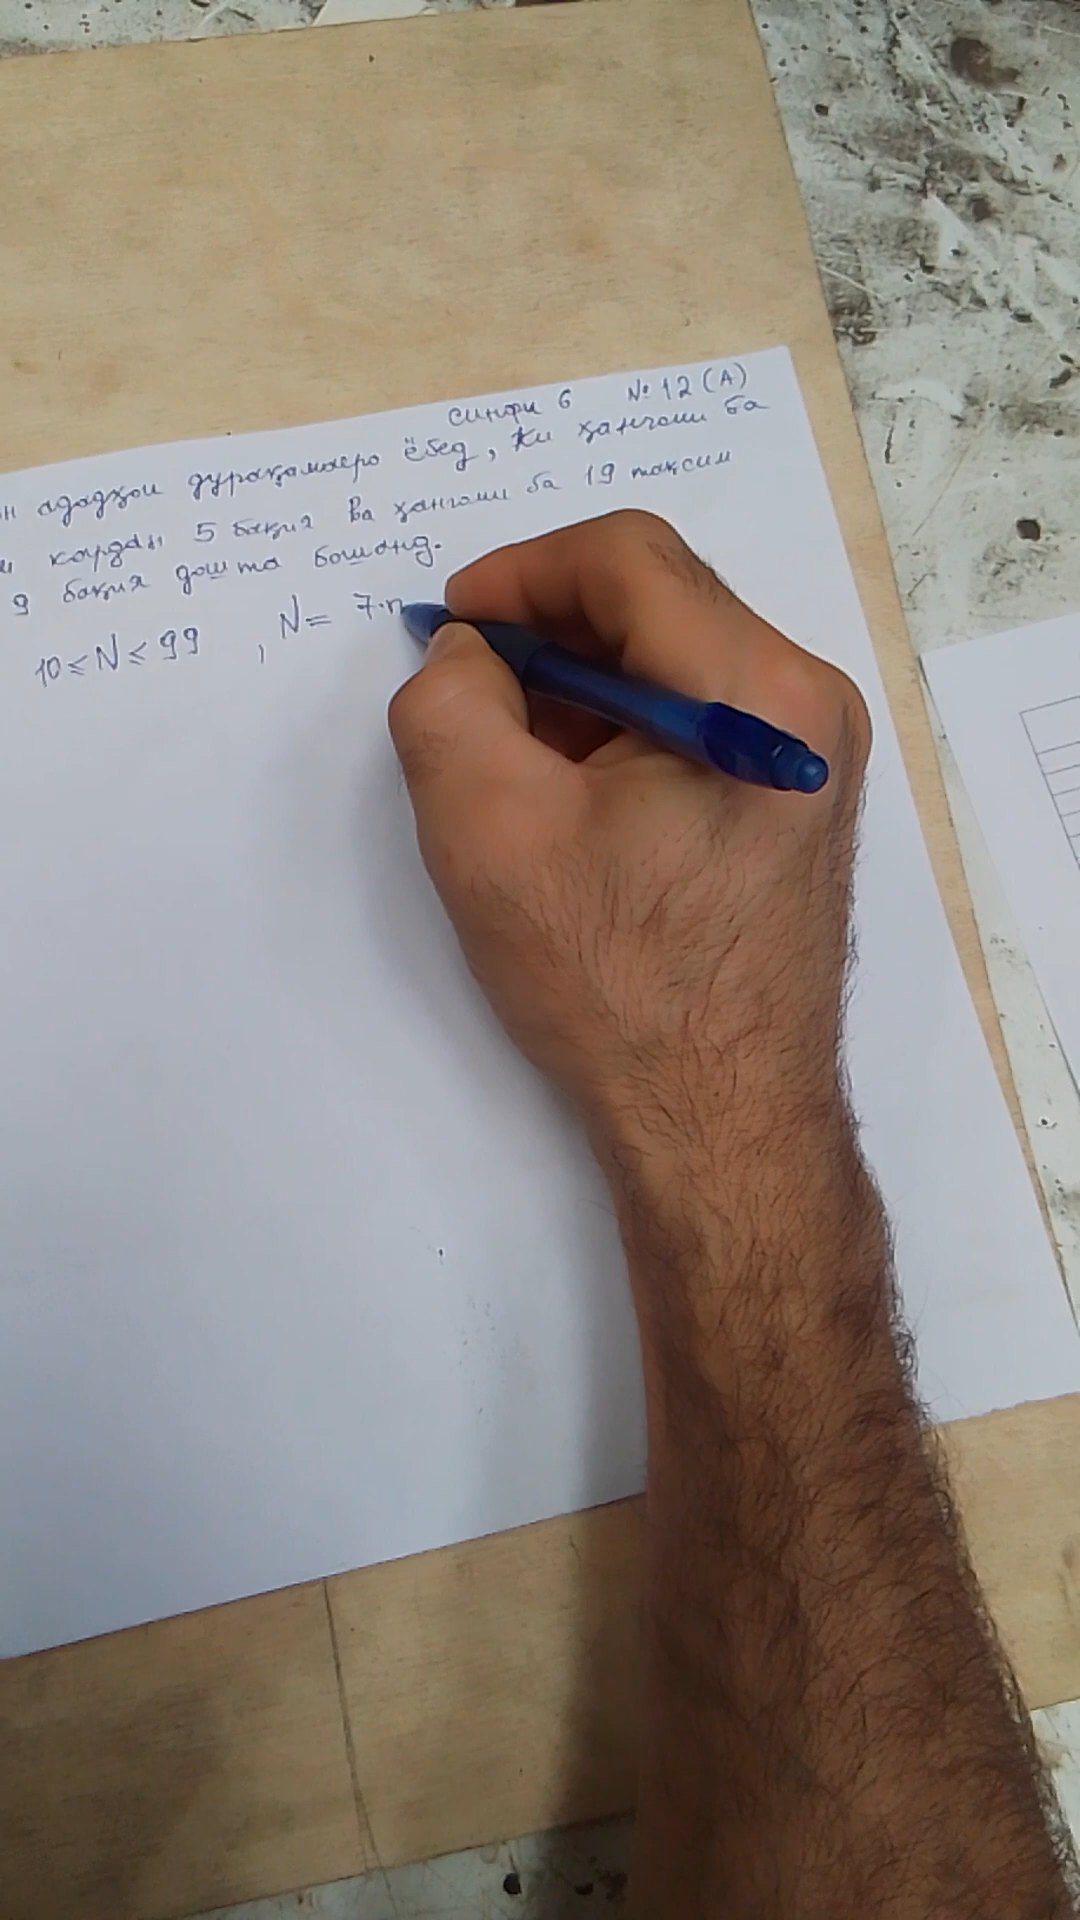 синфи 6 № 12 (А)
н ададҳои дурақамаеро ёбед, ки ҳангоми ба
кардан 5 бақия ва ҳангоми ба 19 тақсим
9 бақия дошта бошанд.
10 ≤ N ≤ 99 , N = 7·n